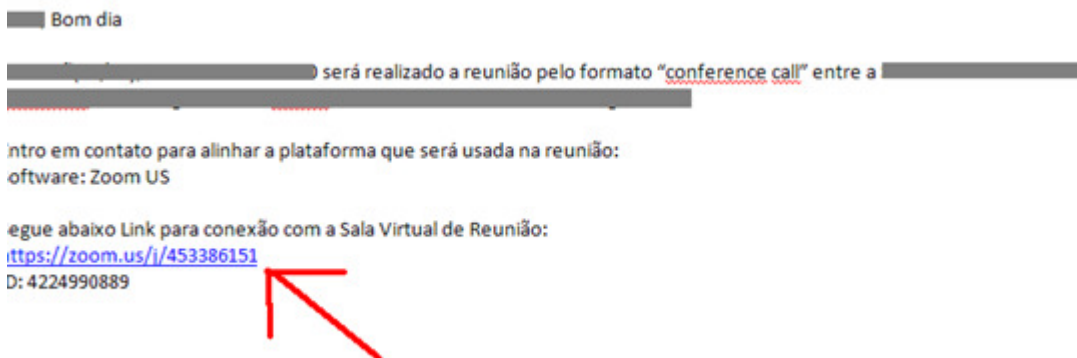 Bom dia
será realizado a reunião pelo formato “conference call” entre a
ntro em contato para alinhar a plataforma que será usada na reunião:
oftware: Zoom US
egue abaixo Link para conexão com a Sala Virtual de Reunião:
ttps://zoom.us/j/453386151
D: 4224990889